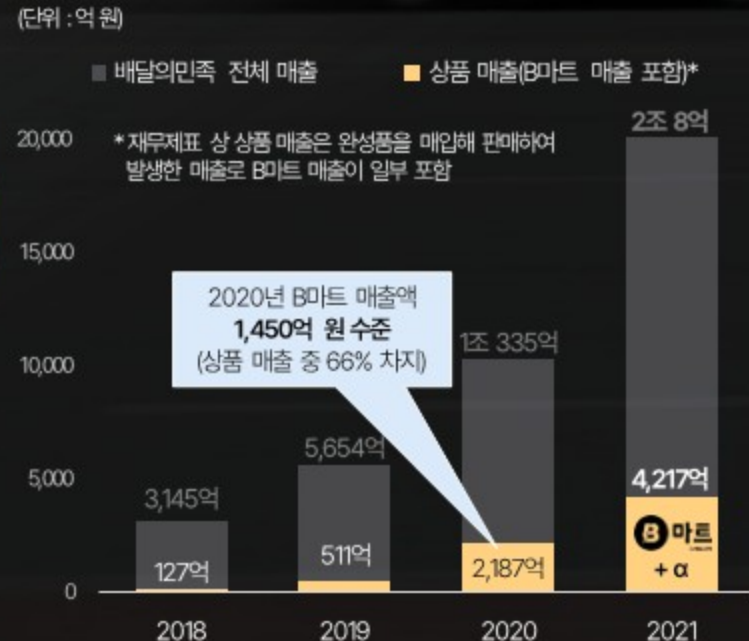 (단위 : 억 원)
배달의민족 전체 매출
상품 매출(B마트 매출 포함)*
* 재무제표 상 상품 매출은 완성품을 매입해 판매하여
발생한 매출로 B마트 매출이 일부 포함
20,000
15,000
10,000
5,000
0
2020년 B마트 매출액
1,450억 원 수준
(상품 매출 중 66% 차지)
3,145억
127억
5,654억
511억
1조 335억
2,187억
2조 8억
4,217억
B 마트
+ α
2018
2019
2020
2021